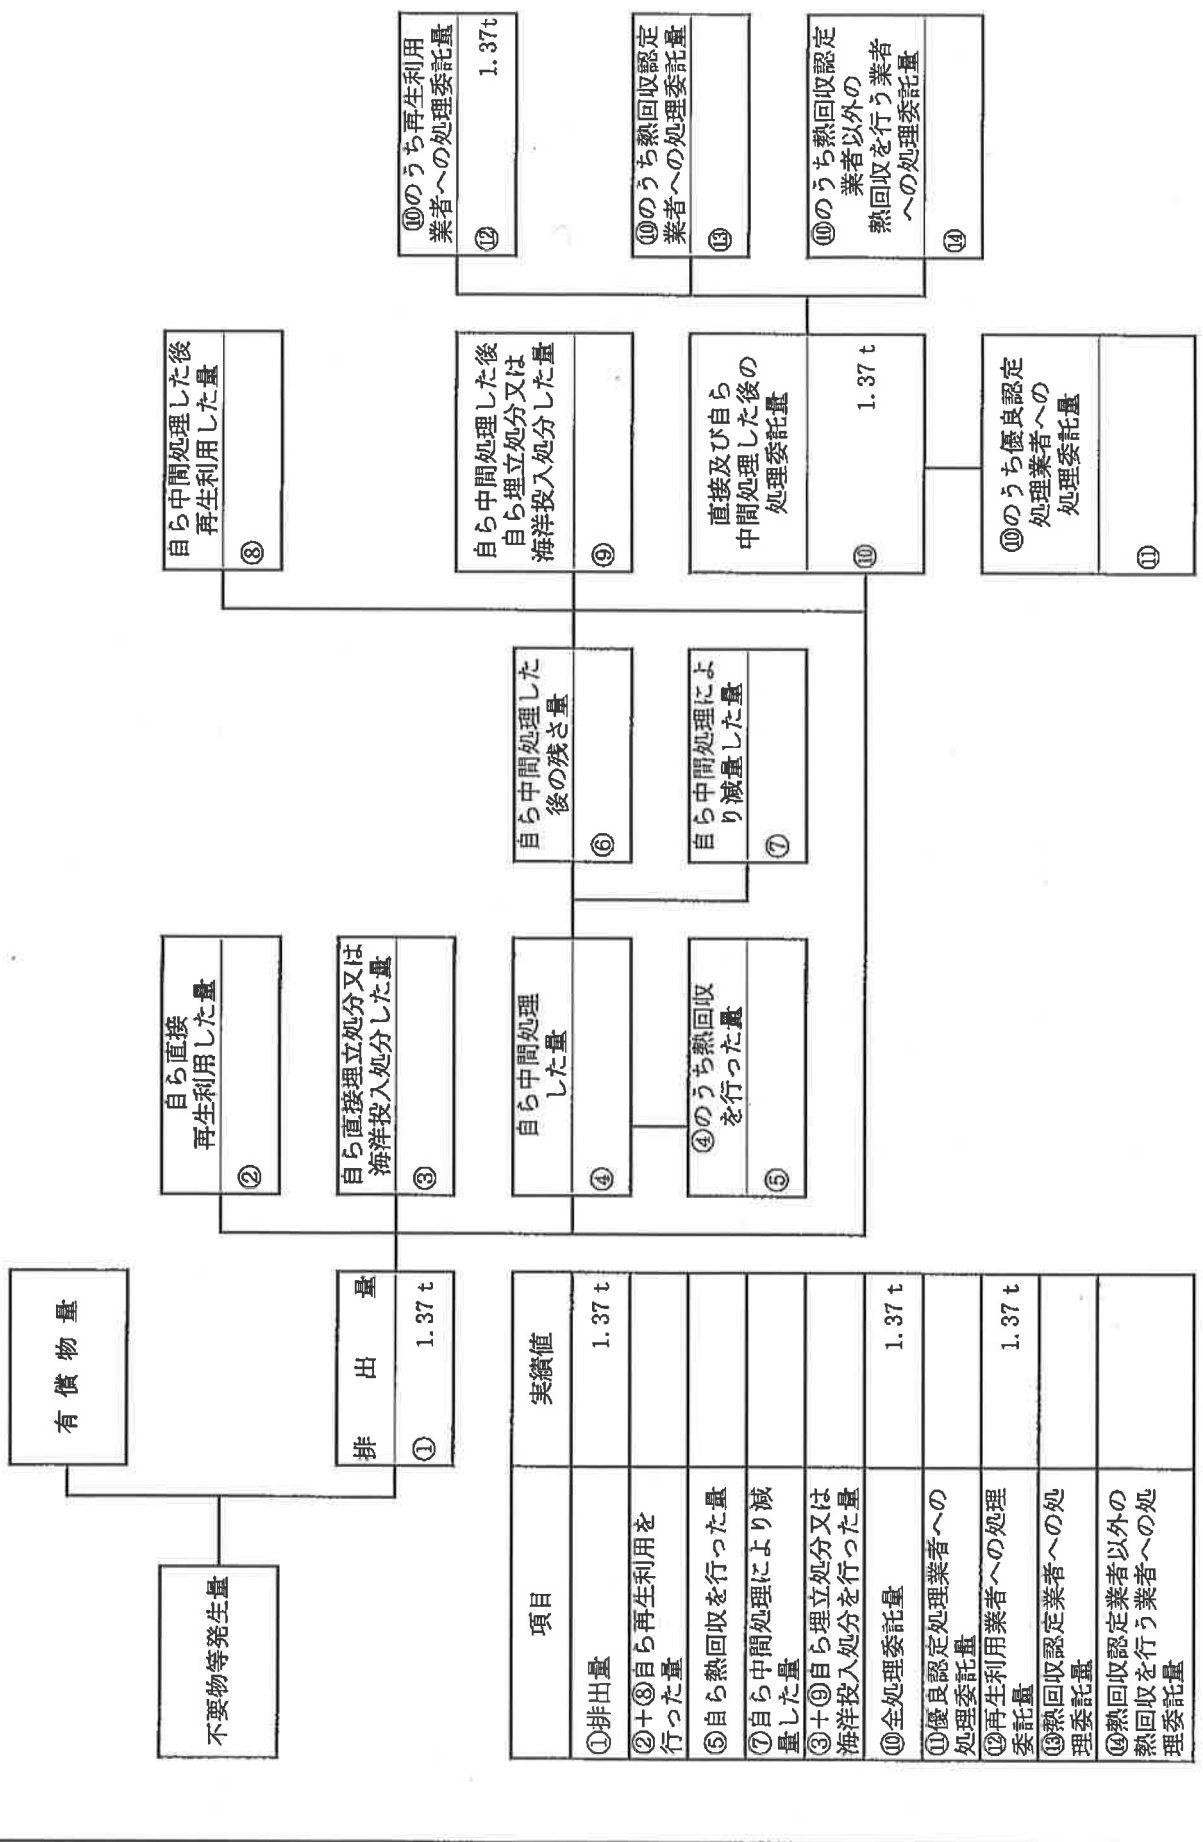 不要物等発生量
有償物量
排出量
① 1.37 t
自ら直接
再生利用した量
②
自ら直接埋立処分又は
海洋投入処分した量
③
自ら中間処理
した量
④
④のうち熱回収
を行った量
⑤
自ら中間処理した
後の残さ量
⑥
自ら中間処理によ
り減量した量
⑦
自ら中間処理した後
再生利用した量
⑧
自ら中間処理した後
自ら埋立処分又は
海洋投入処分した量
⑨
直接及び自ら
中間処理した後の
処理委託量
⑩ 1.37 t
⑩のうち優良認定
処理業者への
処理委託量
⑪
⑩のうち再生利用
業者への処理委託量
⑫ 1.37t
⑩のうち熱回収認定
業者への処理委託量
⑬
⑩のうち熱回収認定
業者以外の
熱回収を行う業者
への処理委託量
⑭
項目 実績値
①排出量 1.37 t
②＋⑧自ら再生利用を
行った量
⑤自ら熱回収を行った量
⑦自ら中間処理により減
量した量
③＋⑨自ら埋立処分又は
海洋投入処分を行った量
⑩全処理委託量 1.37 t
⑪優良認定処理業者への
処理委託量
⑫再生利用業者への処理
委託量 1.37 t
⑬熱回収認定業者への処
理委託量
⑭熱回収認定業者以外の
熱回収を行う業者への処
理委託量